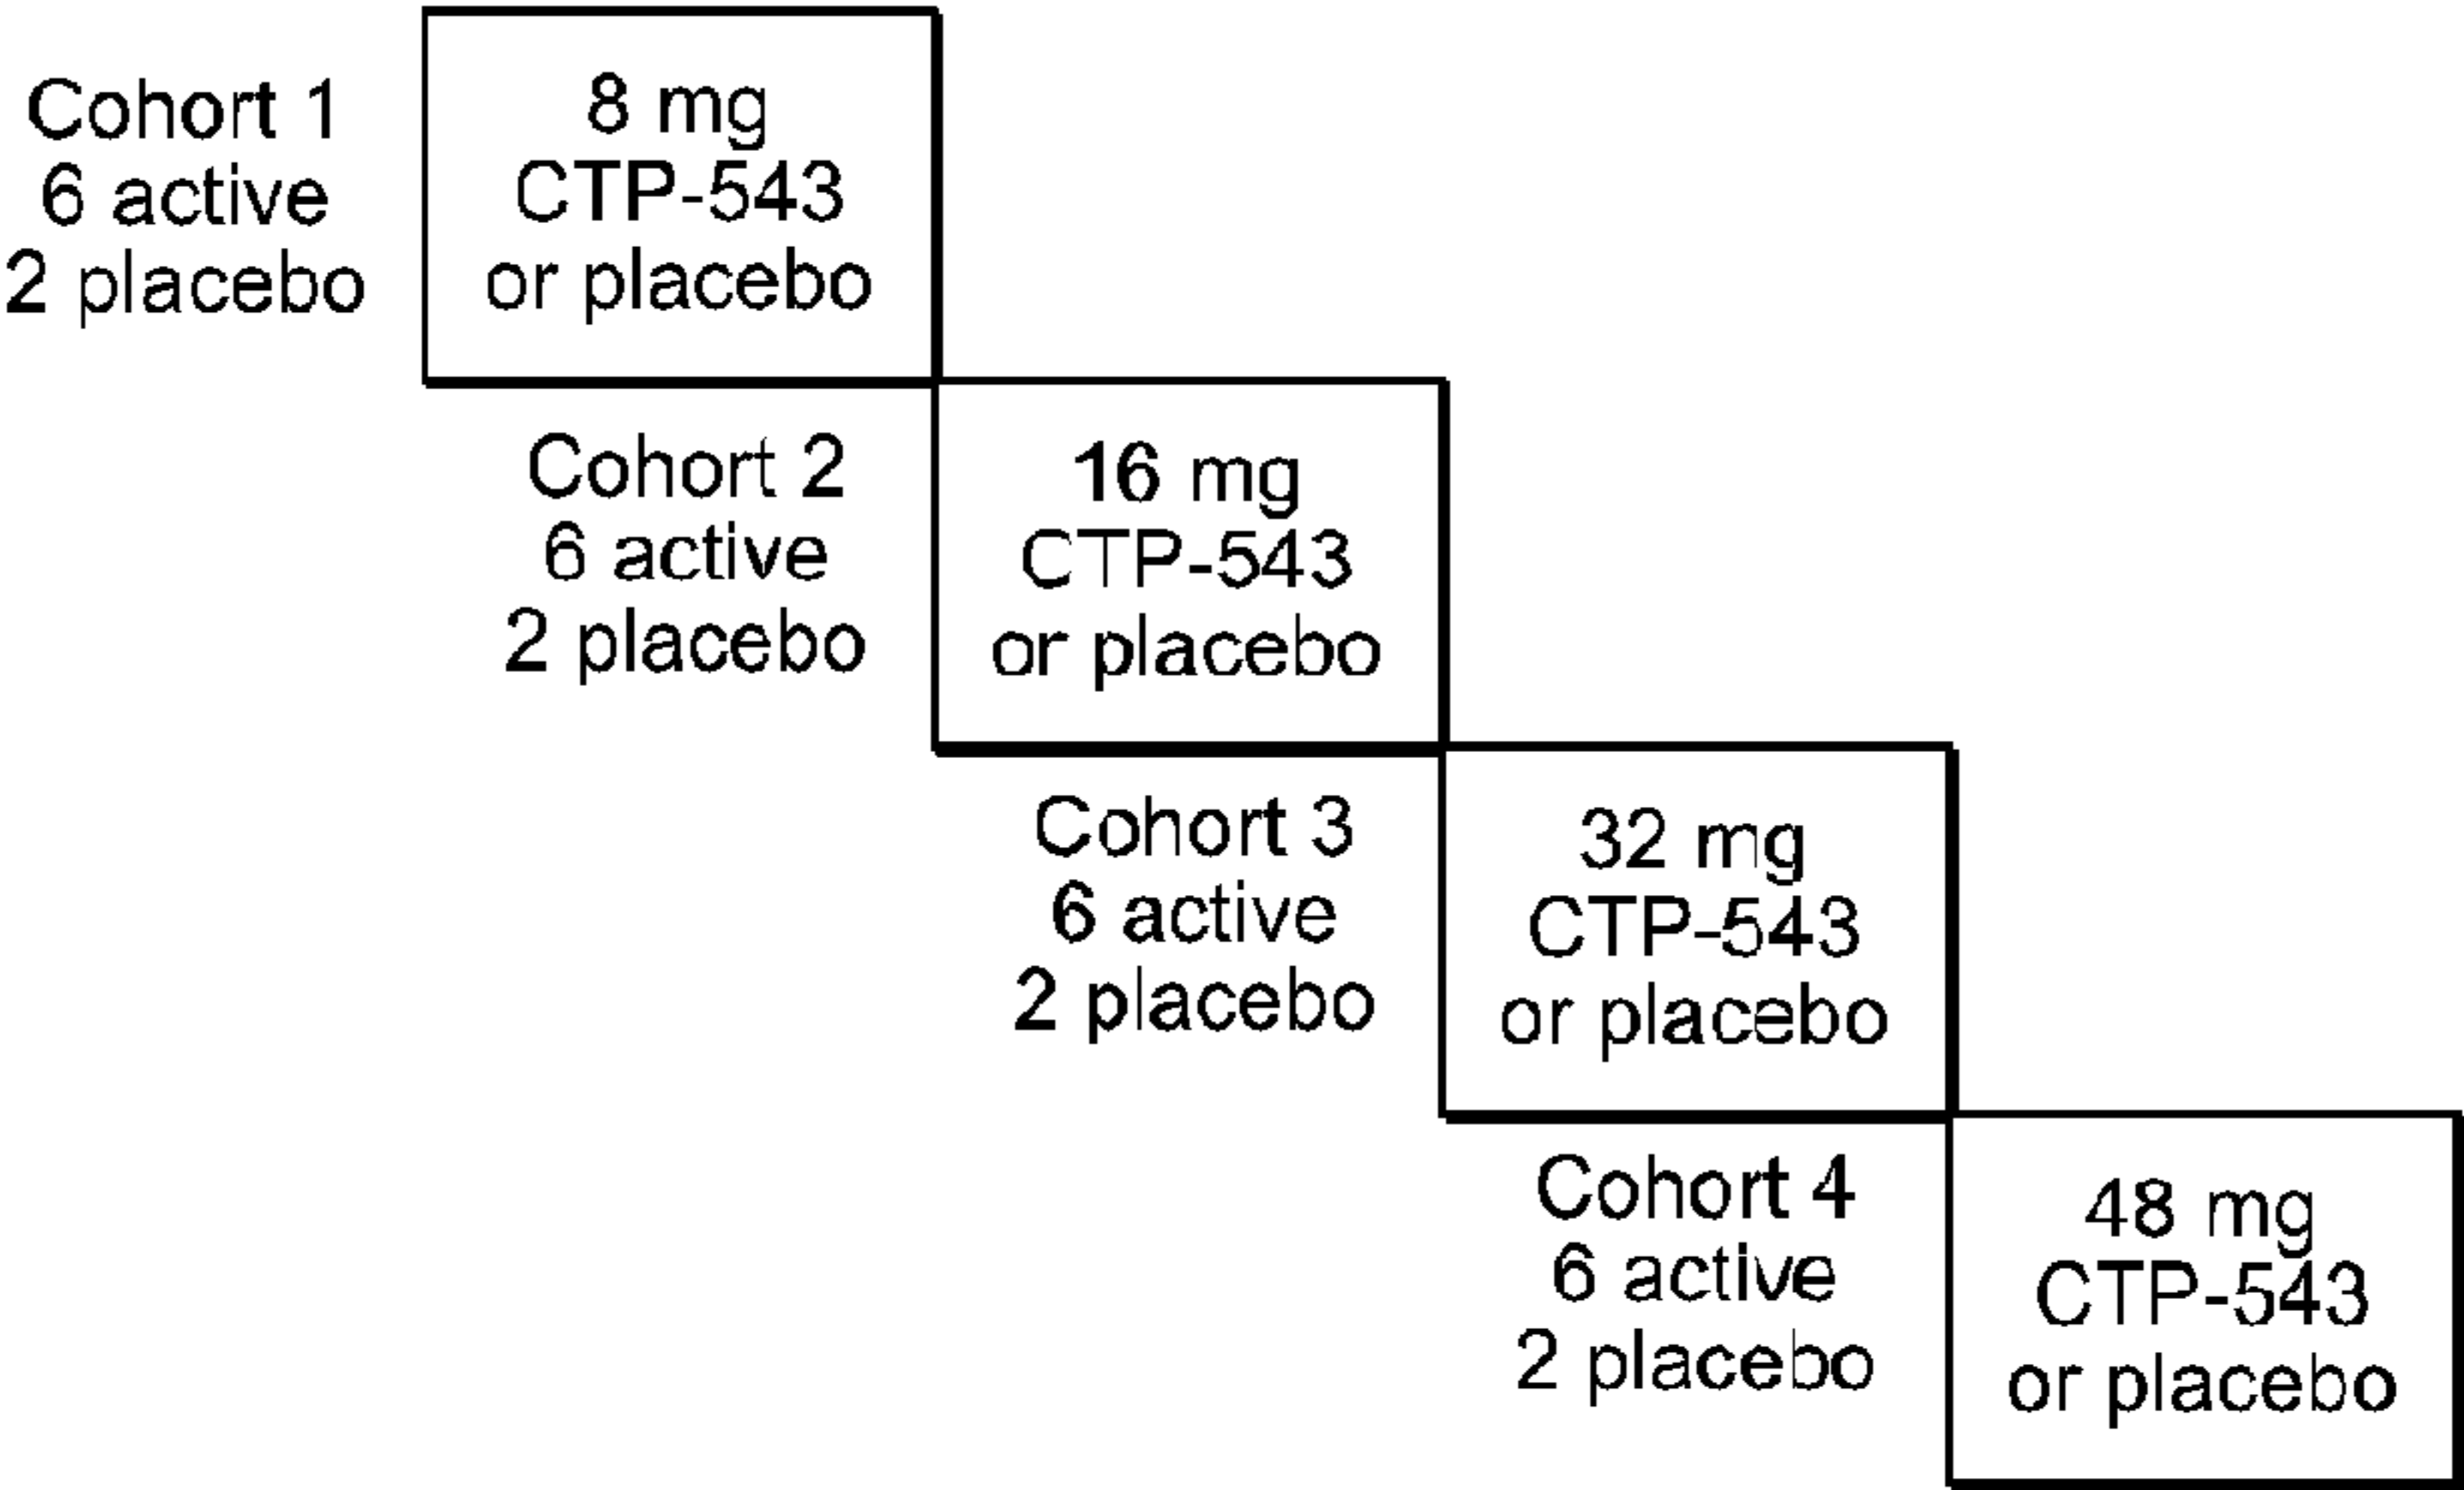 Cohort 1
6 active
2 placebo
8 mg
CTP-543
or placebo
Cohort 2
6 active
2 placebo
16 mg
CTP-543
or placebo
Cohort 3
6 active
2 placebo
32 mg
CTP-543
or placebo
Cohort 4
6 active
2 placebo
48 mg
CTP-543
or placebo